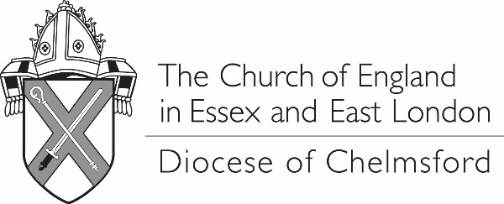 The Church of England
in Essex and East London
Diocese of Chelmsford